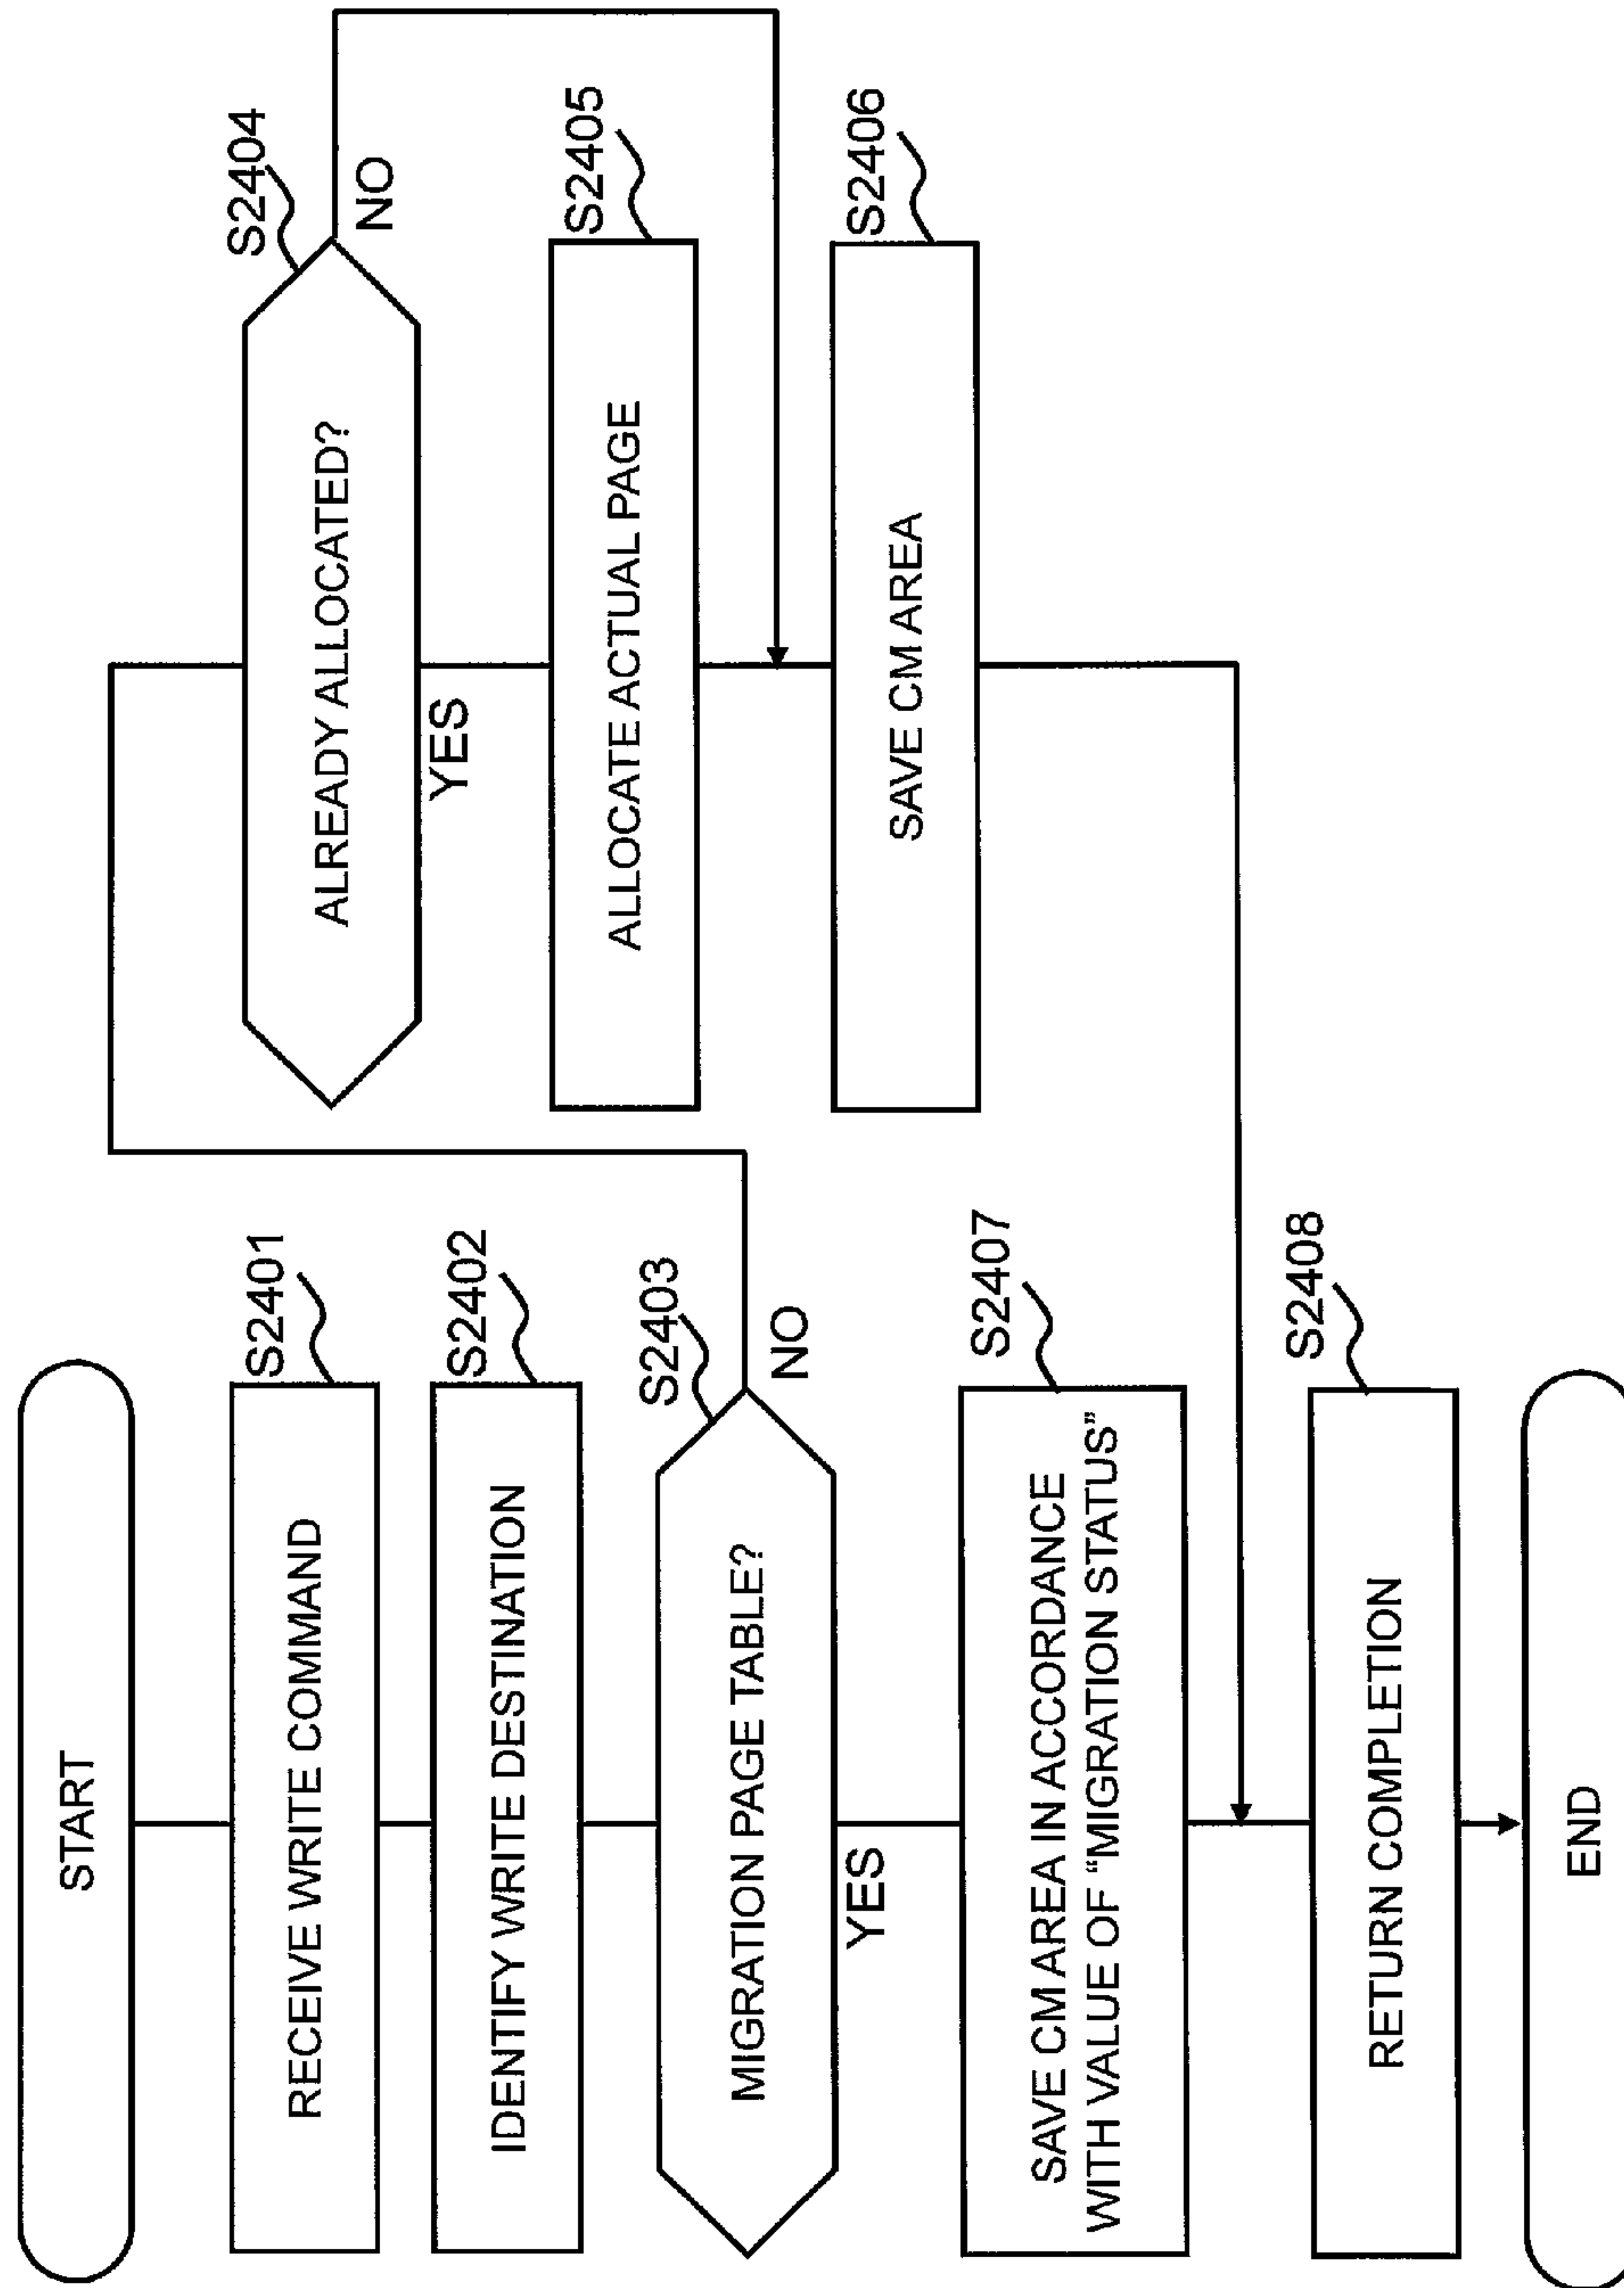 START
S2401
RECEIVE WRITE COMMAND
S2402
IDENTIFY WRITE DESTINATION
S2403
MIGRATION PAGE TABLE?
NO
YES
S2404
ALREADY ALLOCATED?
NO
YES
S2405
ALLOCATE ACTUAL PAGE
S2406
SAVE CM AREA
S2407
SAVE CM AREA IN ACCORDANCE
WITH VALUE OF “MIGRATION STATUS”
S2408
RETURN COMPLETION
END